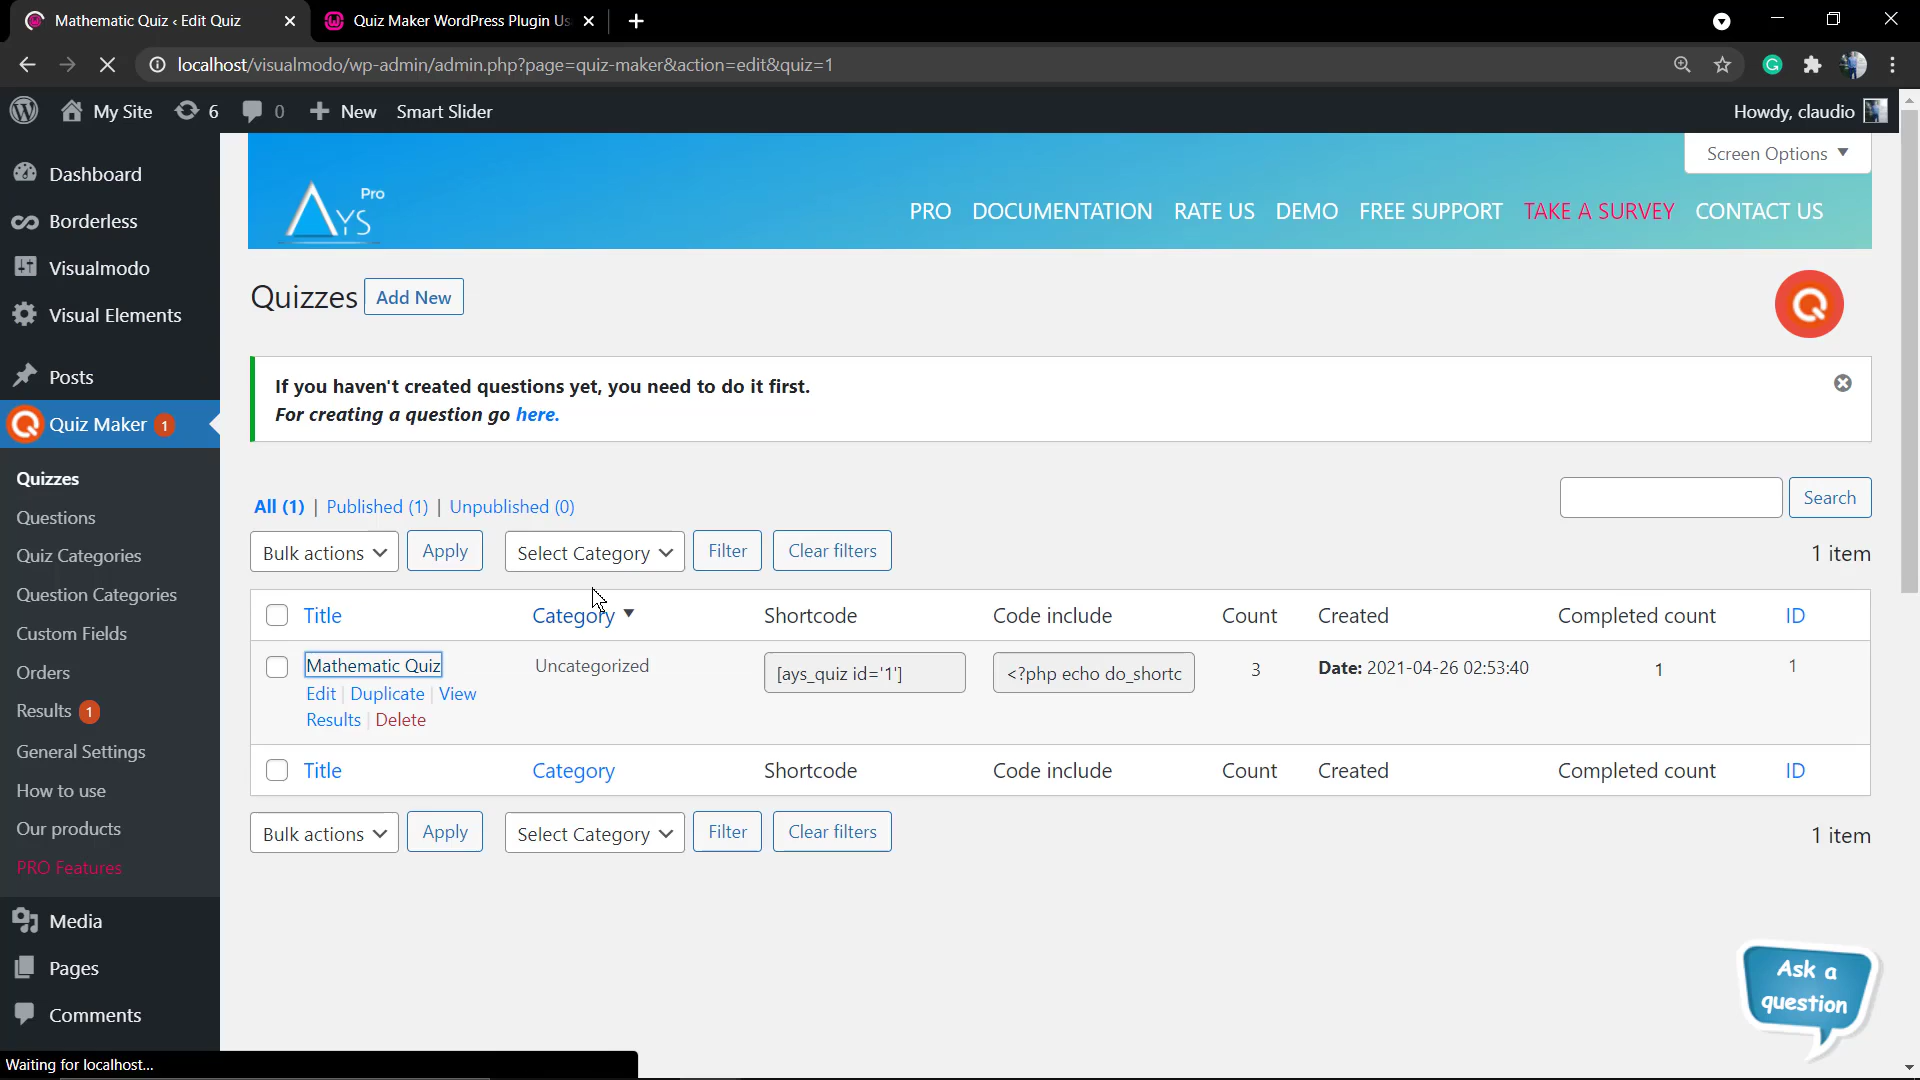 Mathematic Quiz ‹ Edit Quiz
Quiz Maker WordPress Plugin Us
localhost/visualmodo/wp-admin/admin.php?page=quiz-maker&action=edit&quiz=1
My Site
6
0
New
Smart Slider
Howdy, claudio
Screen Options
AYS Pro
PRO
DOCUMENTATION
RATE US
DEMO
FREE SUPPORT
TAKE A SURVEY
CONTACT US
Dashboard
Borderless
Visualmodo
Visual Elements
Posts
Quiz Maker 1
Quizzes
Questions
Quiz Categories
Question Categories
Custom Fields
Orders
Results 1
General Settings
How to use
Our products
PRO Features
Media
Pages
Comments
Quizzes
Add New
Q
If you haven't created questions yet, you need to do it first.
For creating a question go here.
All (1) | Published (1) | Unpublished (0)
Search
Bulk actions
Apply
Select Category
Filter
Clear filters
1 item
Title
Category
Shortcode
Code include
Count
Created
Completed count
ID
Mathematic Quiz
Edit | Duplicate | View
Results | Delete
Uncategorized
[ays_quiz id='1']
<?php echo do_shortc
3
Date: 2021-04-26 02:53:40
1
1
Title
Category
Shortcode
Code include
Count
Created
Completed count
ID
Bulk actions
Apply
Select Category
Filter
Clear filters
1 item
Ask a
question
Waiting for localhost...